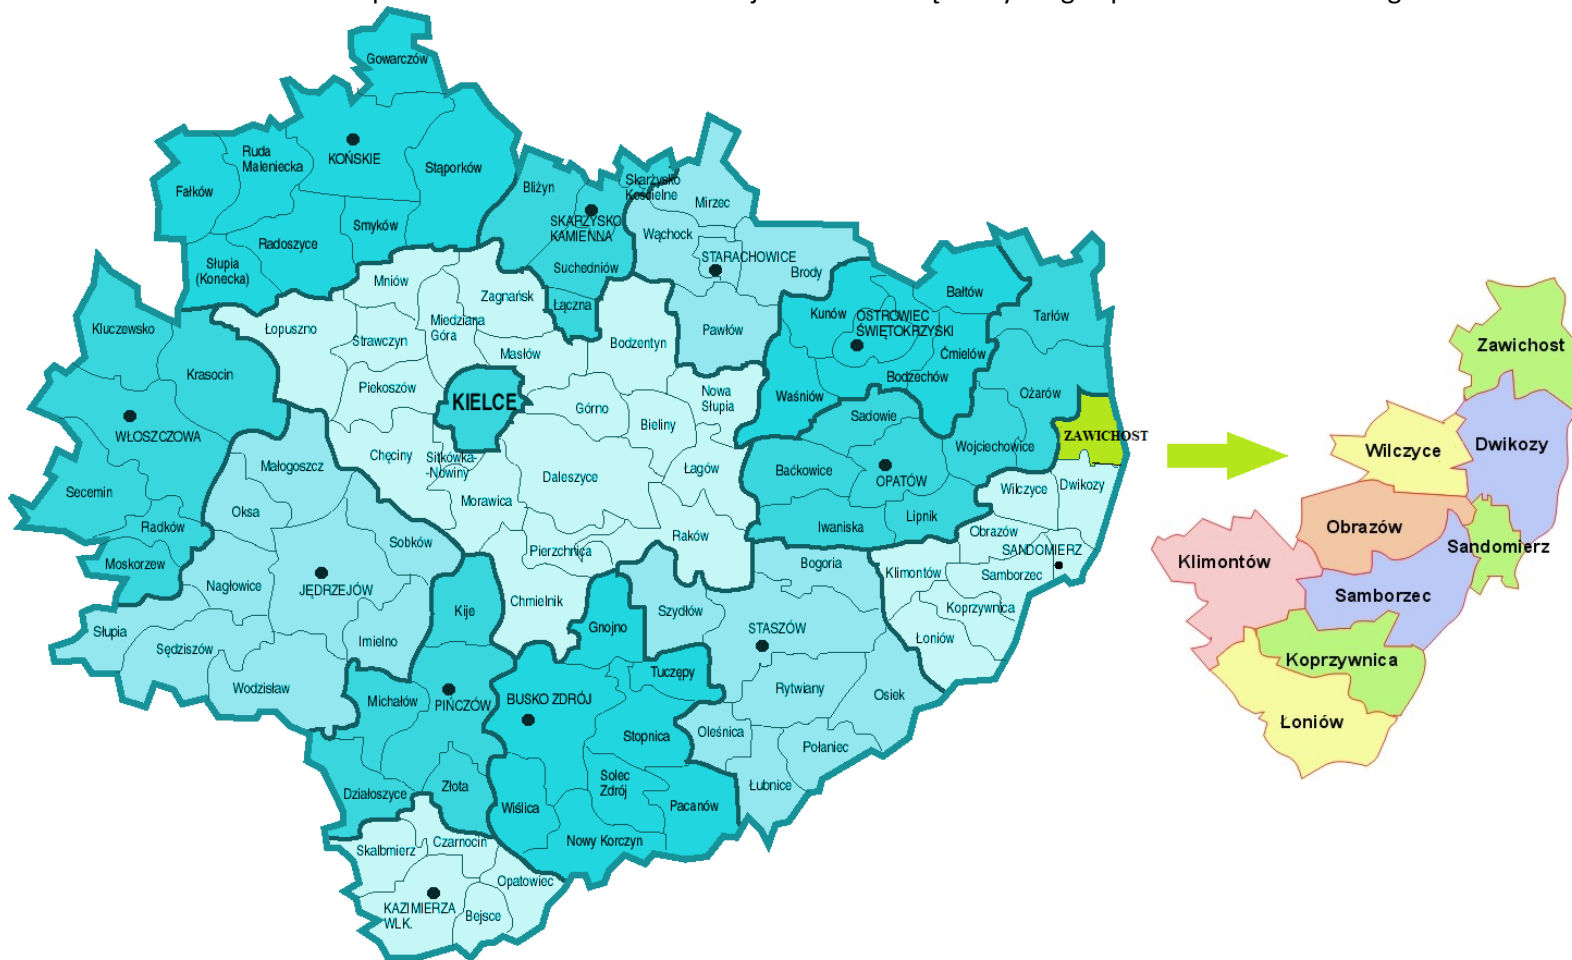 Gowarczów
KOŃSKIE
Ruda
Maleniecka
Stąporków
Fałków
Smyków
Radoszyce
Słupia
(Konecka)
Bliżyn
Skarżysko
Kościelne
SKARŻYSKO
KAMIENNA
Suchedniów
Łączna
Mirzec
Wąchock
STARACHOWICE
Brody
Pawłów
Mniów
Zagnańsk
Łopuszno
Miedziana
Góra
Strawczyn
Masłów
Bodzentyn
Piekoszów
KIELCE
Nowa
Słupia
Górno
Bieliny
Chęciny
Sitkówka-
-Nowiny
Daleszyce
Łagów
Morawica
Pierzchnica
Raków
Chmielnik
Kluczewsko
Krasocin
WŁOSZCZOWA
Secemin
Radków
Moskorzew
Małogoszcz
Oksa
Sobków
Nagłowice
JĘDRZEJÓW
Słupia
Sędziszów
Imielno
Wodzisław
Kunów
OSTROWIEC
ŚWIĘTOKRZYSKI
Bałtów
Ćmielów
Bodzechów
Waśniów
Tarłów
Ożarów
Sadowie
Wojciechowice
Baćkowice
OPATÓW
Iwaniska
Lipnik
ZAWICHOST
Wilczyce
Dwikozy
Obrazów
SANDOMIERZ
Klimontów
Samborzec
Koprzywnica
Łoniów
Bogoria
Szydłów
STASZÓW
Rytwiany
Osiek
Oleśnica
Połaniec
Łubnice
Kije
Michałów
PIŃCZÓW
Działoszyce
Złota
Gnojno
Tuczępy
BUSKO ZDRÓJ
Stopnica
Solec
Zdrój
Wiślica
Pacanów
Nowy Korczyn
Skalbmierz
Czarnocin
Opatowiec
KAZIMIERZA
WLK.
Bejsce
Zawichost
Wilczyce
Dwikozy
Obrazów
Sandomierz
Klimontów
Samborzec
Koprzywnica
Łoniów